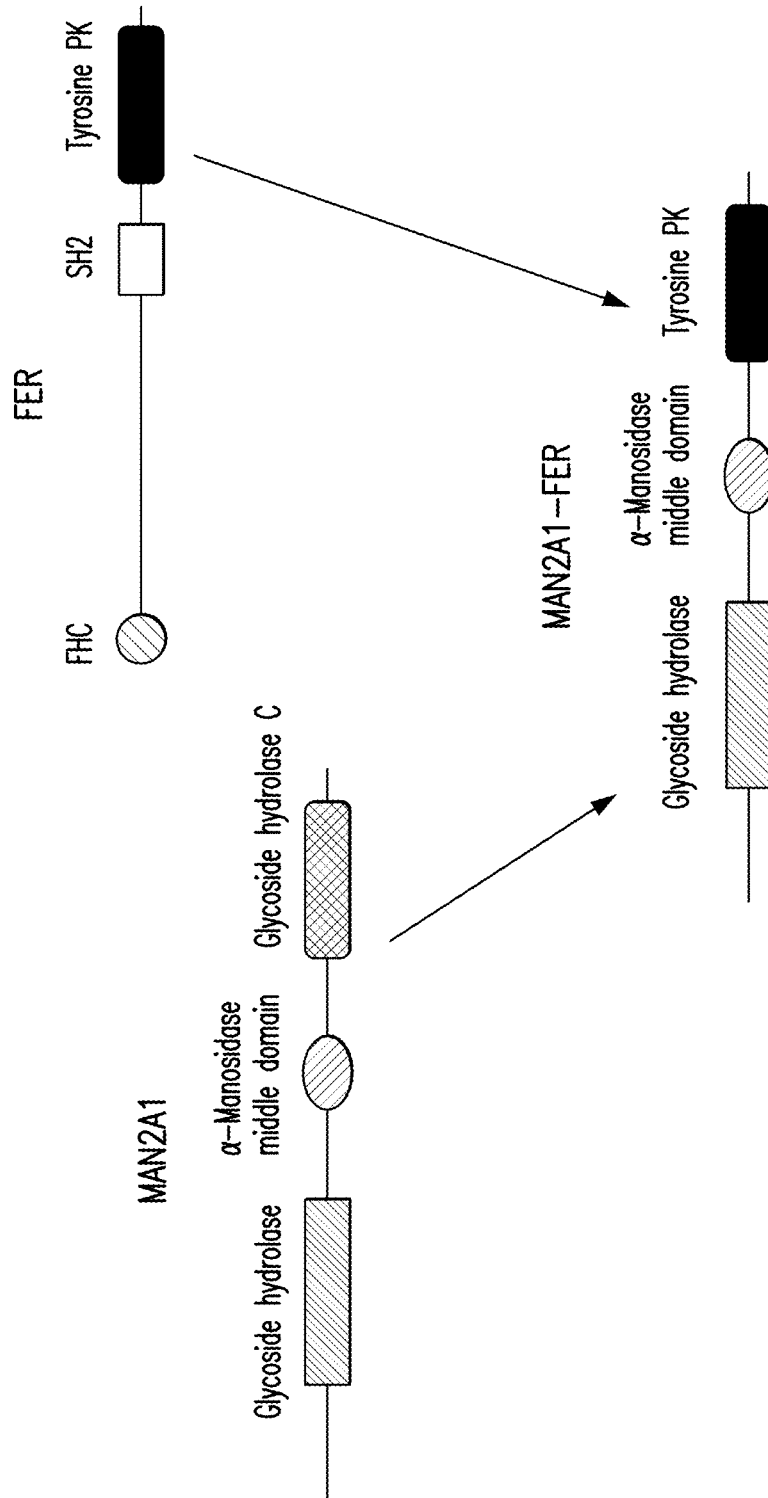 FER
FHC
SH2
Tyrosine PK
MAN2A1
Glycoside hydrolase
α-Manosidase
middle domain
Glycoside hydrolase C
MAN2A1-FER
Glycoside hydrolase
α-Manosidase
middle domain
Tyrosine PK